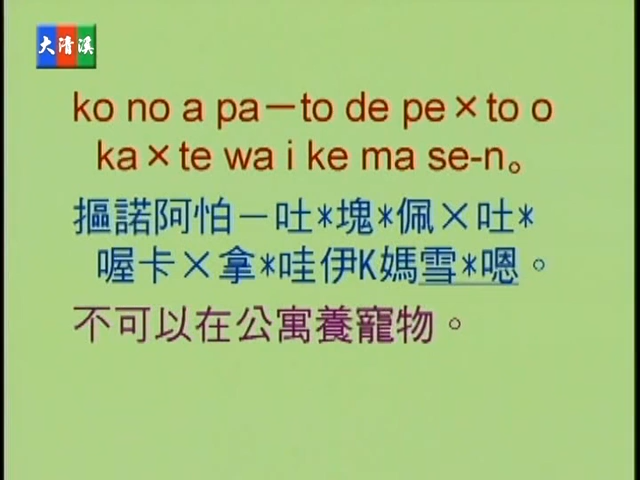 大清溪
ko no a pa－to de pe×to o
ka×te wa i ke ma se-n。
摳諾阿怕－吐*塊*佩×吐*
喔卡×拿*哇伊K媽雪*嗯。
不可以在公寓養寵物。